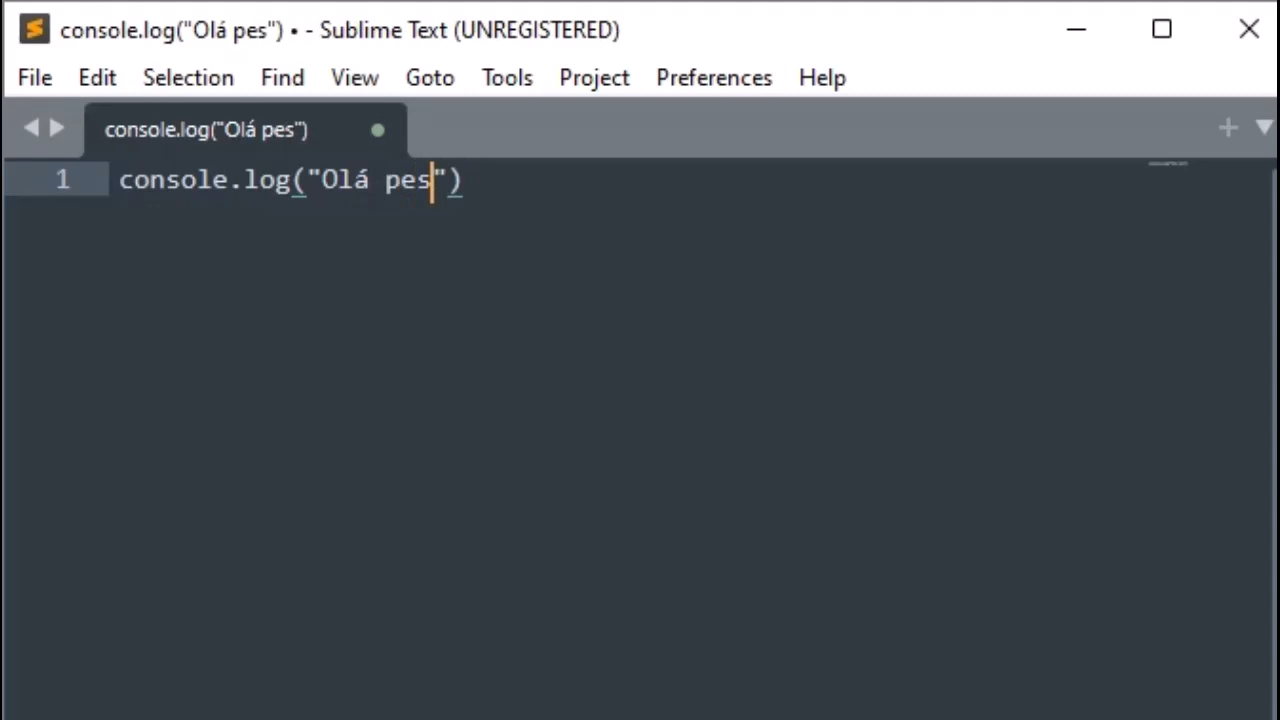 console.log("Olá pes") • - Sublime Text (UNREGISTERED)
File Edit Selection Find View Goto Tools Project Preferences Help
console.log("Olá pes")
1 console.log("Olá pes")